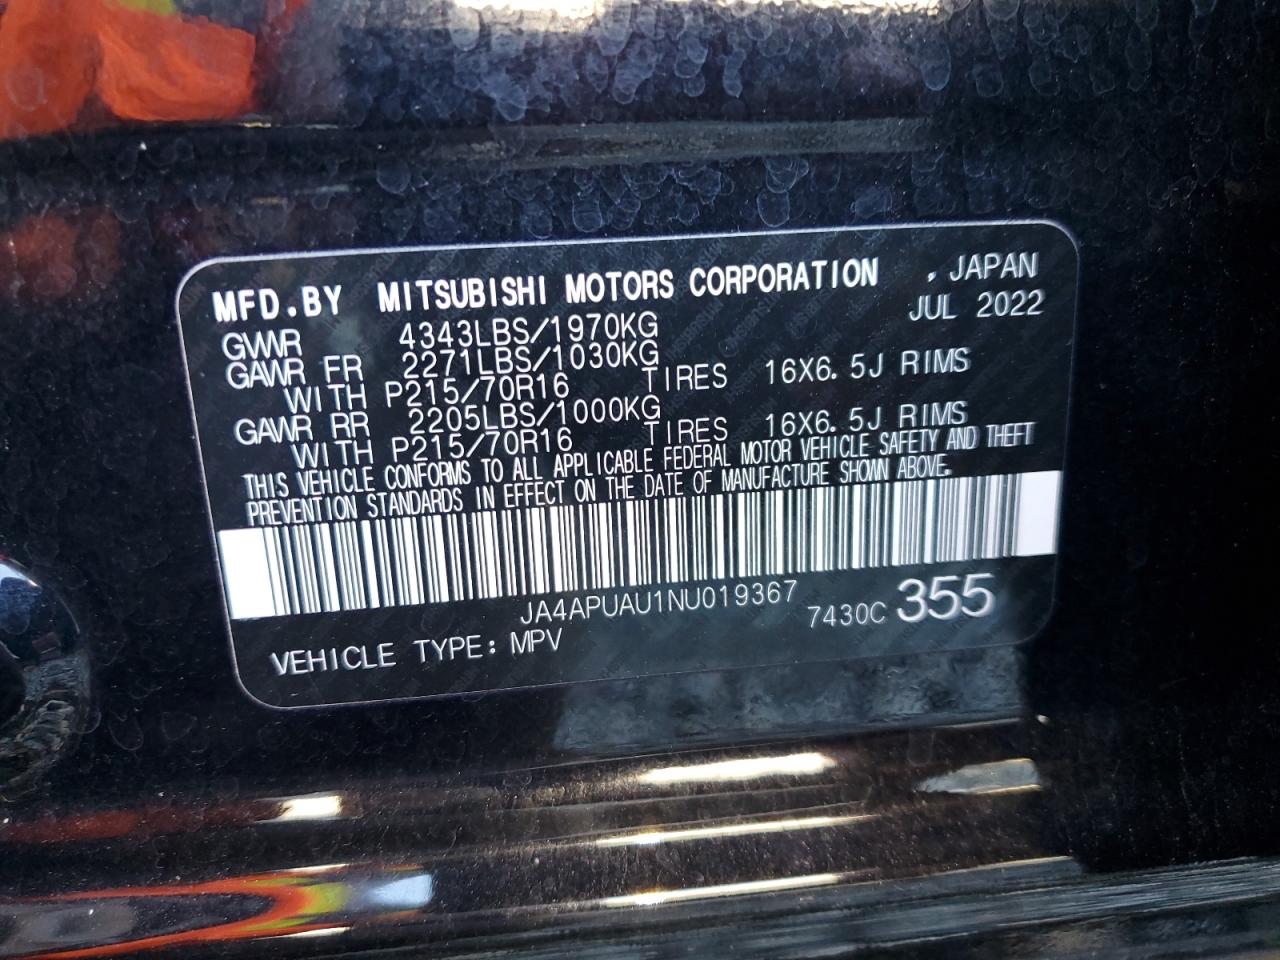 MFD.BY MITSUBISHI MOTORS CORPORATION , JAPAN
JUL 2022
GVWR 4343LBS/1970KG
GAWR FR 2271LBS/1030KG
WITH P215/70R16 TIRES 16X6.5J RIMS
GAWR RR 2205LBS/1000KG
WITH P215/70R16 TIRES 16X6.5J RIMS
THIS VEHICLE CONFORMS TO ALL APPLICABLE FEDERAL MOTOR VEHICLE SAFETY AND THEFT
PREVENTION STANDARDS IN EFFECT ON THE DATE OF MANUFACTURE SHOWN ABOVE.
JA4APUAU1NU019367
7430C 355
VEHICLE TYPE: MPV